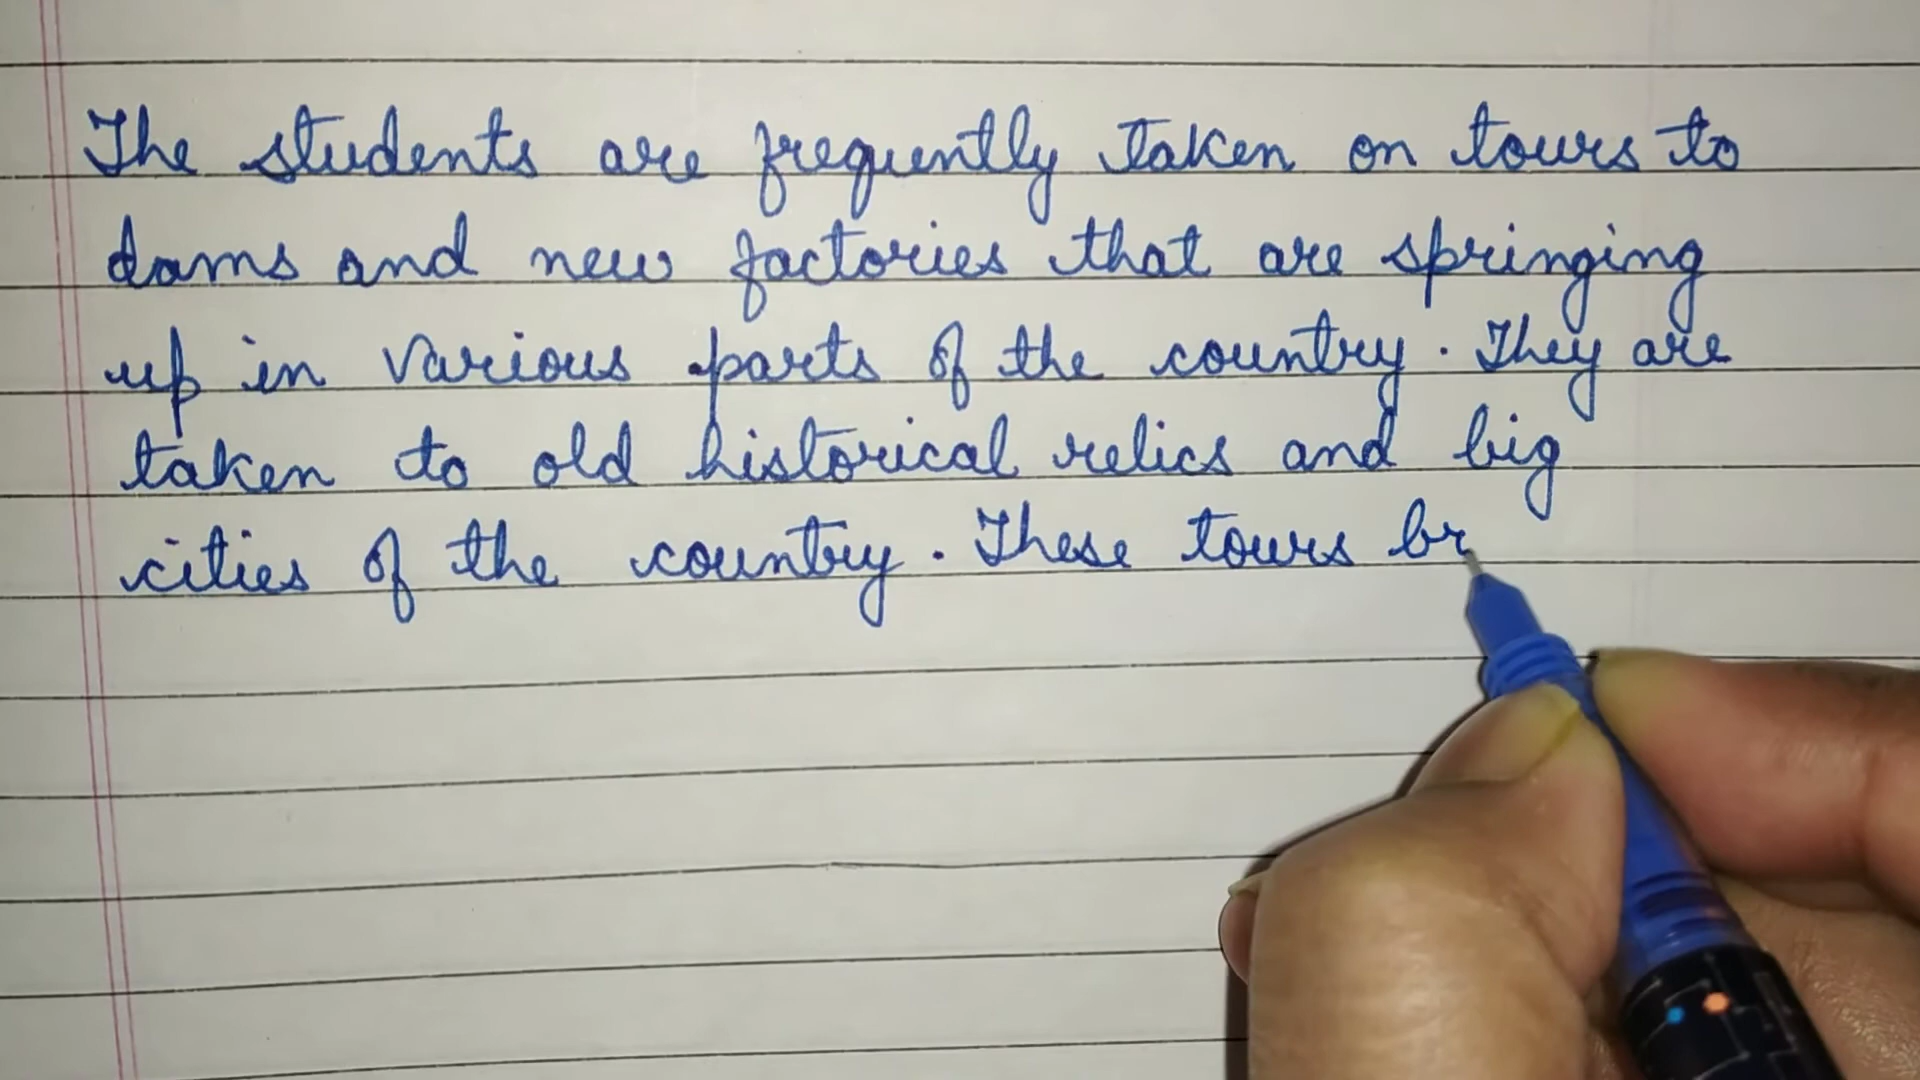 The students are frequently taken on tours to
dams and new factories that are springing
up in various parts of the country. They are
taken to old historical relics and big
cities of the country. These tours br